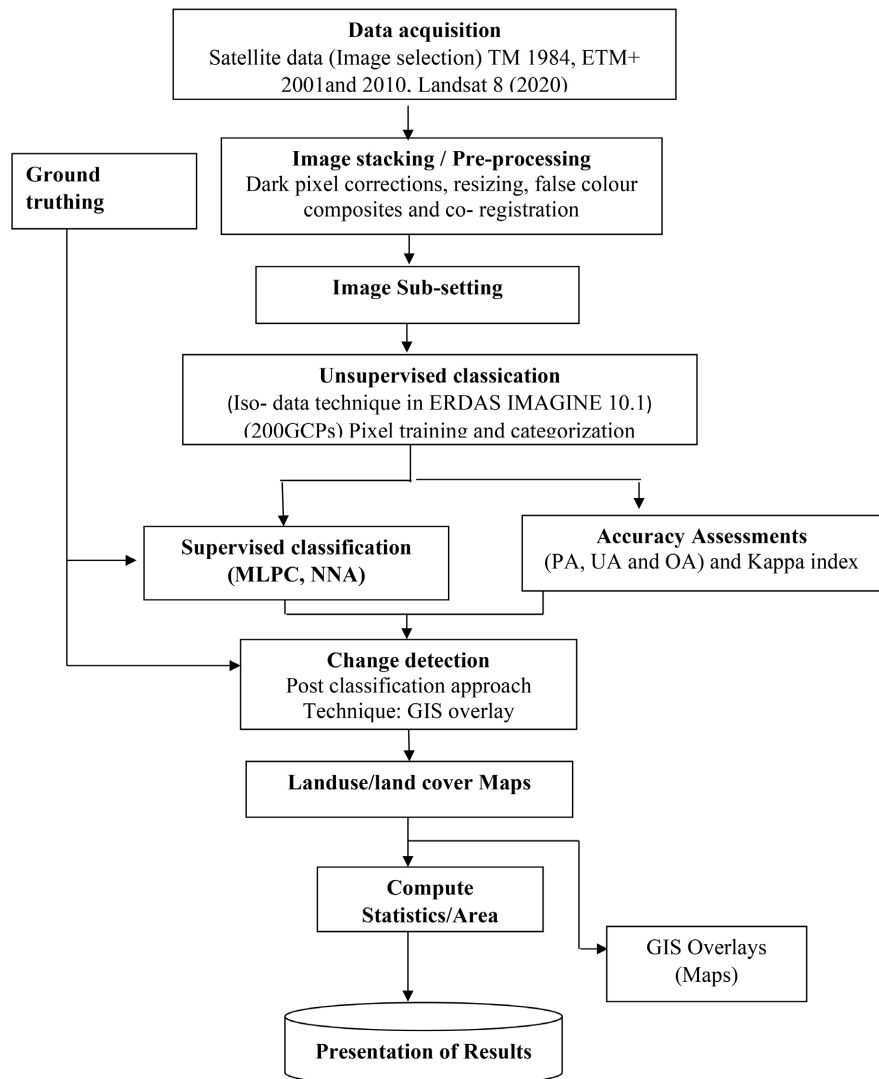 Data acquisition
Satellite data (Image selection) TM 1984, ETM+
2001and 2010, Landsat 8 (2020)
Image stacking / Pre-processing
Dark pixel corrections, resizing, false colour
composites and co- registration
Ground
truthing
Image Sub-setting
Unsupervised classication
(Iso- data technique in ERDAS IMAGINE 10.1)
(200GCPs) Pixel training and categorization
Supervised classification
(MLPC, NNA)
Accuracy Assessments
(PA, UA and OA) and Kappa index
Change detection
Post classification approach
Technique: GIS overlay
Landuse/land cover Maps
Compute
Statistics/Area
GIS Overlays
(Maps)
Presentation of Results